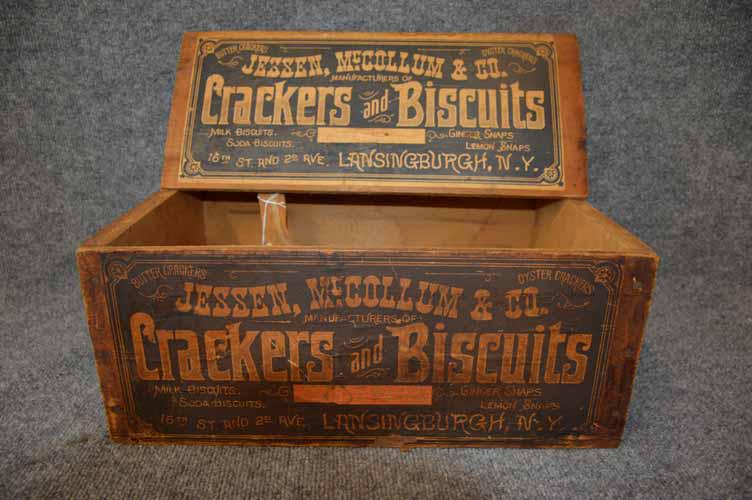 BUTTER CRACKERS OYSTER CRACKERS
JESSEN, McCOLLUM & CO.
MANUFACTURERS OF
Crackers and Biscuits
MILK BISCUITS. GINGER SNAPS
SODA BISCUITS. LEMON SNAPS
16TH ST. AND 2D AVE. LANSINGBURGH, N.Y.
BUTTER CRACKERS OYSTER CRACKERS
JESSEN, McCOLLUM & CO.
MANUFACTURERS OF
Crackers and Biscuits
MILK BISCUITS. GINGER SNAPS
SODA BISCUITS. LEMON SNAPS
16TH ST. AND 2D AVE. LANSINGBURGH, N.Y.